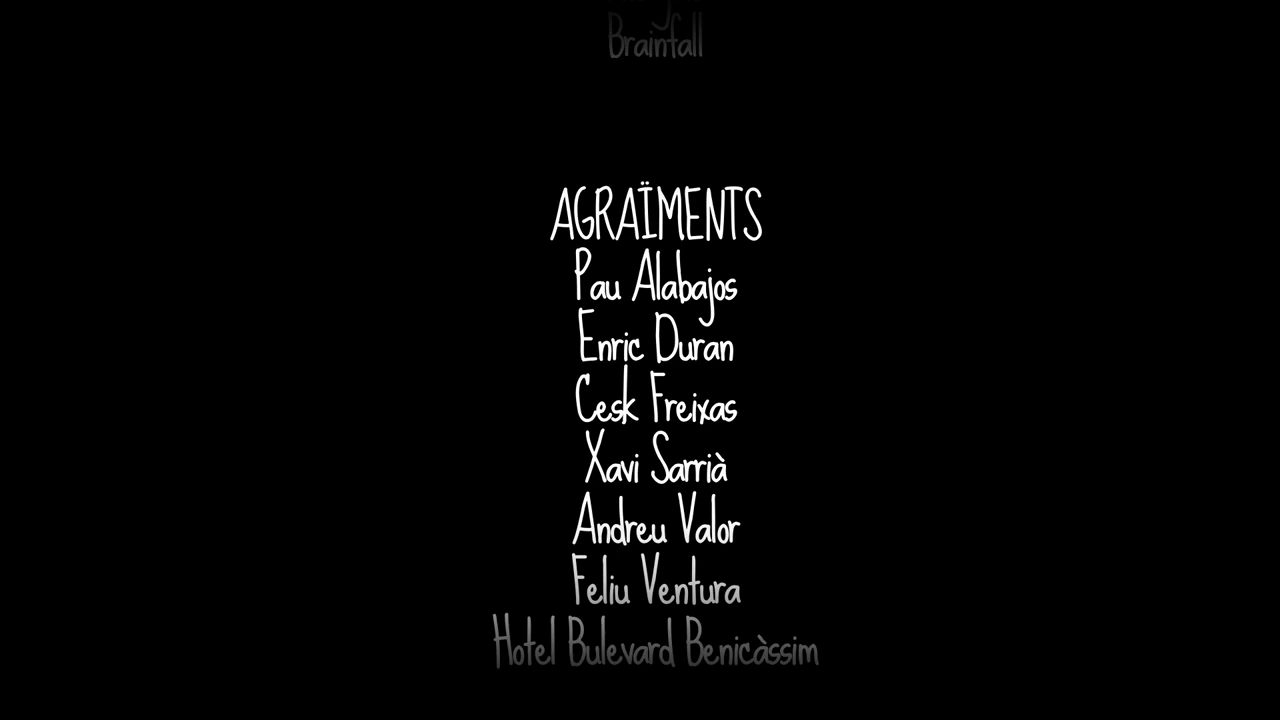 Brainfall
AGRAÏMENTS
Pau Alabajos
Enric Duran
Cesk Freixas
Xavi Sarrià
Andreu Valor
Feliu Ventura
Hotel Bulevard Benicàssim